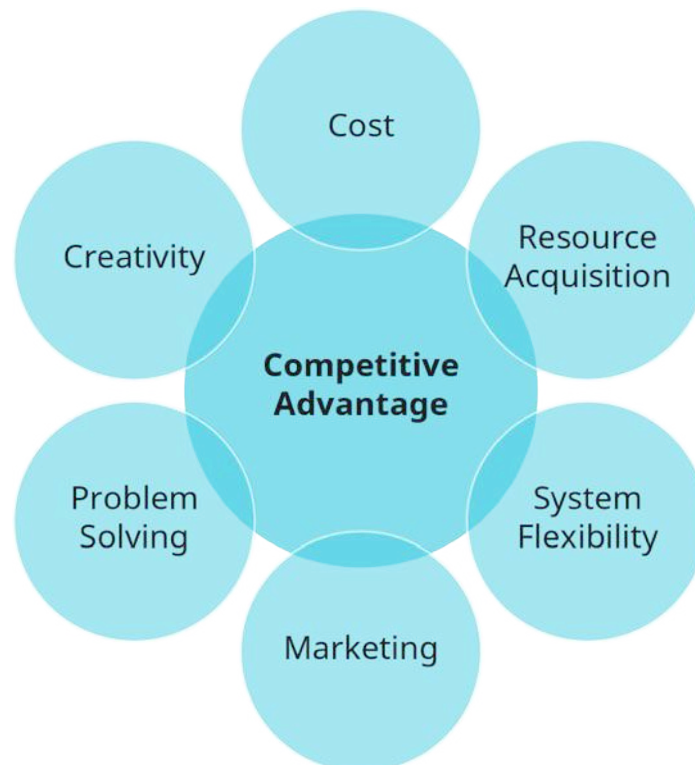 Cost
Creativity
Resource
Acquisition
Competitive
Advantage
Problem
Solving
System
Flexibility
Marketing